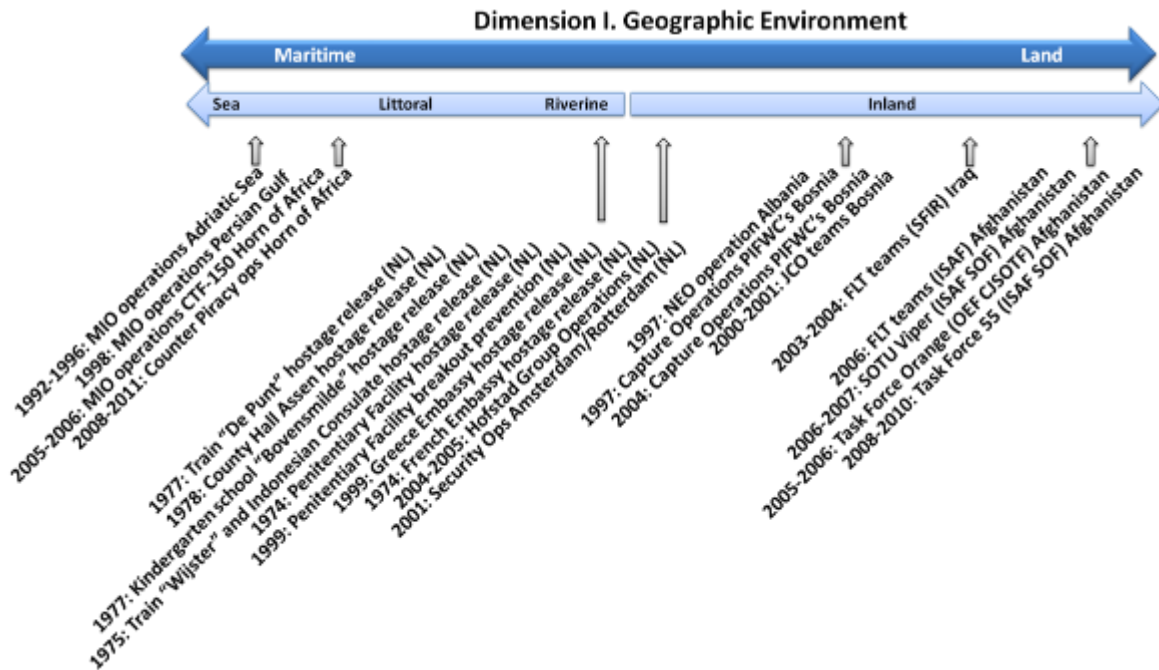 Dimension I. Geographic Environment
Maritime
Land
Sea
Littoral
Riverine
Inland
1992-1996: MIO operations Adriatic Sea
1998: MIO operations Persian Gulf
2005-2006: MIO operations CTF-150 Horn of Africa
2008-2011: Counter Piracy ops Horn of Africa
1977: Train “De Punt” hostage release (NL)
1978: County Hall Assen hostage release (NL)
1977: Kindergarten school “Bovensmilde” hostage release (NL)
1975: Train “Wijster” and Indonesian Consulate hostage release (NL)
1974: Penitentiary Facility hostage release (NL)
1999: Penitentiary Facility breakout prevention (NL)
1999: Greece Embassy hostage release (NL)
1974: French Embassy hostage release (NL)
2004-2005: Hofstad Group Operations (NL)
2001: Security Ops Amsterdam/Rotterdam (NL)
1997: NEO operation Albania
1997: Capture Operations PIFWC’s Bosnia
2004: Capture Operations PIFWC’s Bosnia
2000-2001: JCO teams Bosnia
2003-2004: FLT teams (SFIR) Iraq
2006: FLT teams (ISAF) Afghanistan
2006-2007: SOTU Viper (ISAF SOF) Afghanistan
2005-2006: Task Force Orange (OEF CJSOTF) Afghanistan
2008-2010: Task Force 55 ((ISAF SOF) Afghanistan